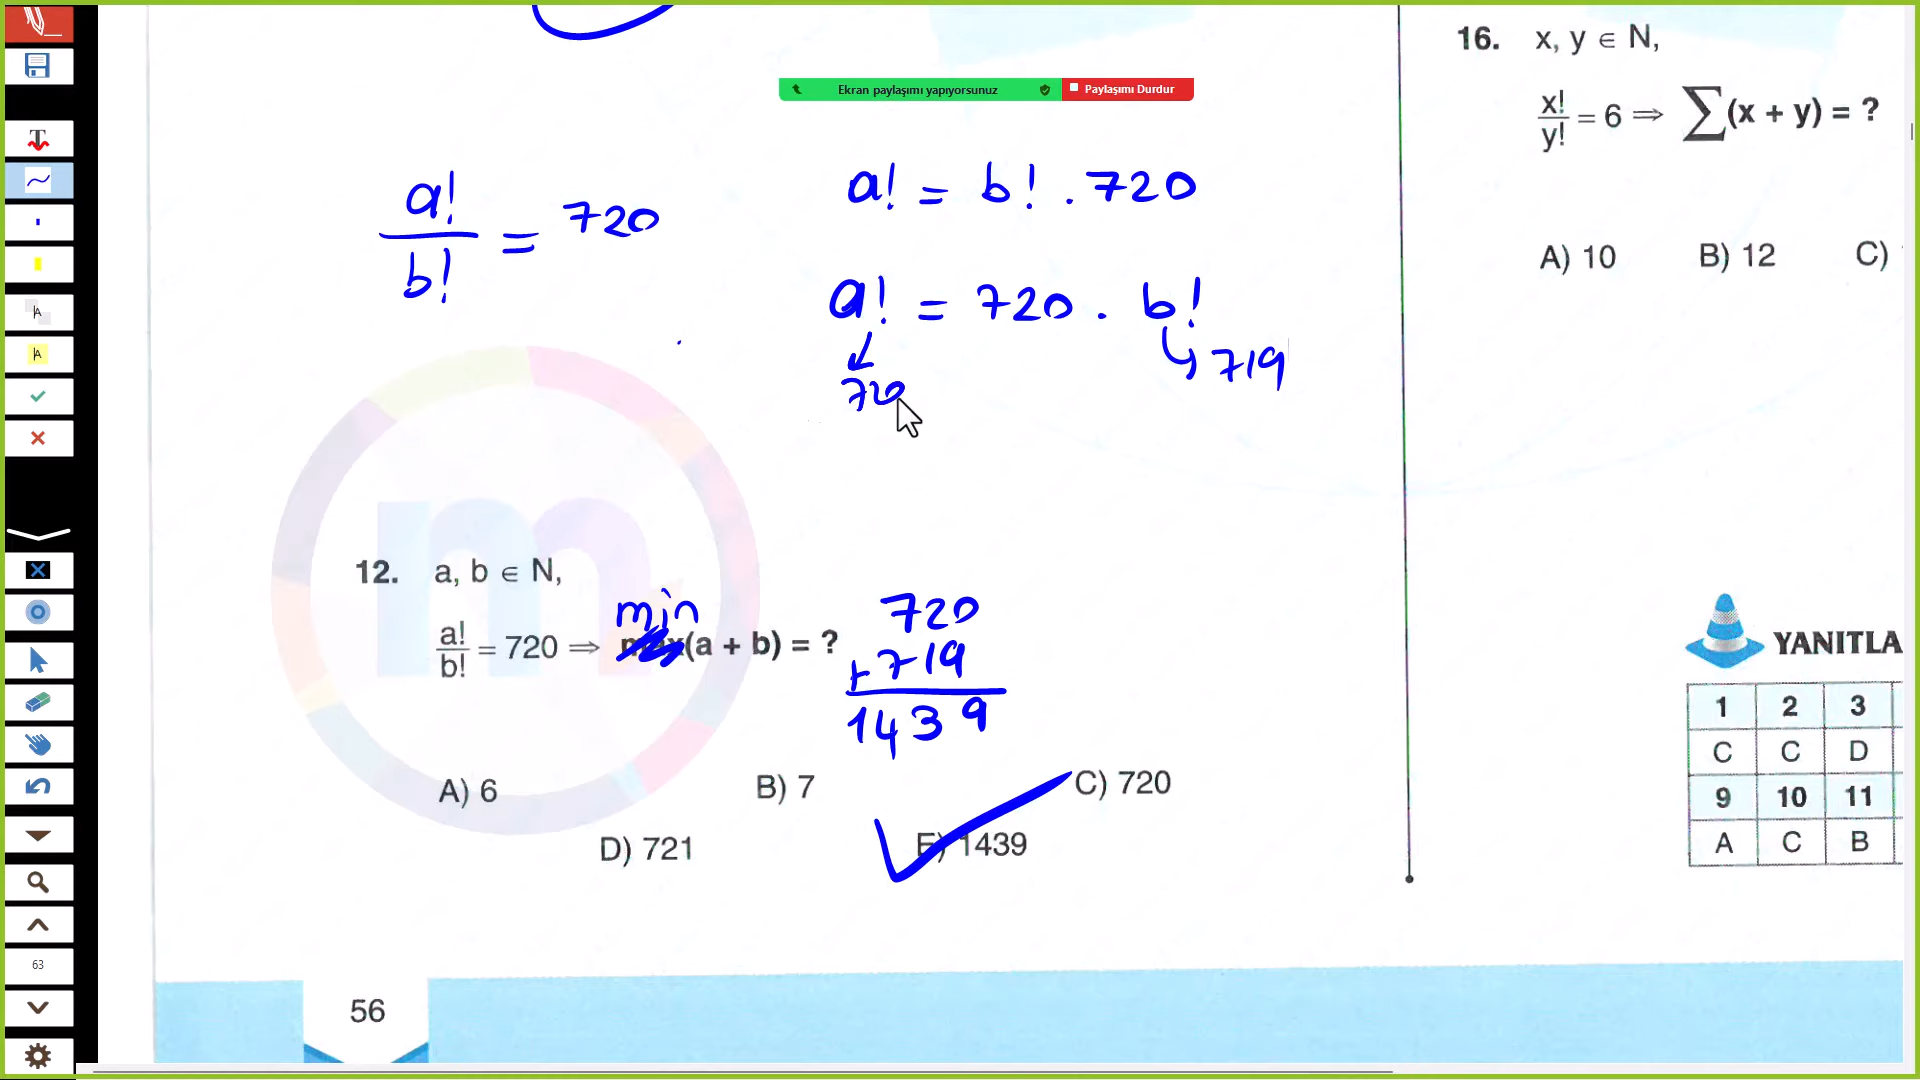 Ekran paylaşımı yapıyorsunuz
Paylaşımı Durdur
a!/b! = 720
a! = b! . 720
a! = 720 . b!
720
719
12. a, b ∈ N,
min
a!/b! = 720 ⇒ max(a + b) = ?
720
+ 719
1439
A) 6 B) 7 C) 720
D) 721 E) 1439
56
16. x, y ∈ N,
x!/y! = 6 ⇒ ∑(x + y) = ?
A) 10 B) 12 C)
YANITLA
1 2 3
C C D
9 10 11
A C B
63